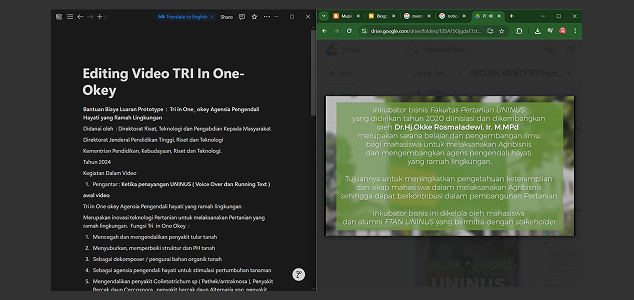 Translate to English
Share
Editing Video TRI In One-
Okey
Bantuan Biaya Luaran Prototype : Tri in One_ okey Agensia Pengendali
Hayati yang Ramah Lingkungan
Didanai oleh : Direktorat Riset, Teknologi dan Pengabdian Kepada Masyarakat
Direktorat Jenderal Pendidikan Tinggi, Riset dan Teknologi
Kementrian Pendidikan, Kebudayaan, Riset dan Teknologi.
Tahun 2024
Kegiatan Dalam Video
1. Pengantar : Ketika penayangan UNINUS ( Voice Over dan Running Text )
awal video
Tri in One okey Agensia Pengendali hayati yang ramah lingkungan
Merupakan inovasi teknologi Pertanian untuk melaksanakan Pertanian yang
ramah lingkungan. Fungsi Tri in One Okey :
1. Mencegah dan mengendalikan penyakit tular tanah
2. Menyuburkan, memperbaiki struktur dan PH tanah
3. Sebagai dekomposer / pengurai bahan organik tanah
4. Sebagai agensia pengendali hayati untuk stimulasi pertumbuhan tanaman
5. Mengendalikan penyakit Colletotrichum sp ( Pathek/antraknosa ), Penyakit
Bercak daun Cercospora, penyakit bercak daun Alternaria spp, penyakit
drive.google.com/drive/folders/
Drive
PROJEK VIDEO 30 Sept
Inkubator bisnis Fakultas Pertanian UNINUS
yang didirikan tahun 2020 diinisiasi dan dikembangkan
oleh Dr.Hj.Okke Rosmaladewi. Ir. M.MPd.
merupakan sarana belajar dan pengembangan ilmu
bagi mahasiswa untuk melaksanakan Agribisnis
dan mengembangkan agens pengendali hayati
yang ramah lingkungan.
Tujuannya untuk meningkatkan pengetahuan keterampilan
dan sikap mahasiswa dalam melaksanakan Agribisnis
sehingga dapat berkontribusi dalam pembangunan Pertanian.
Inkubator bisnis ini dikelola oleh mahasiswa
dan alumni FTAN UNINUS yang bermitra dengan stakeholder.
UNINUS